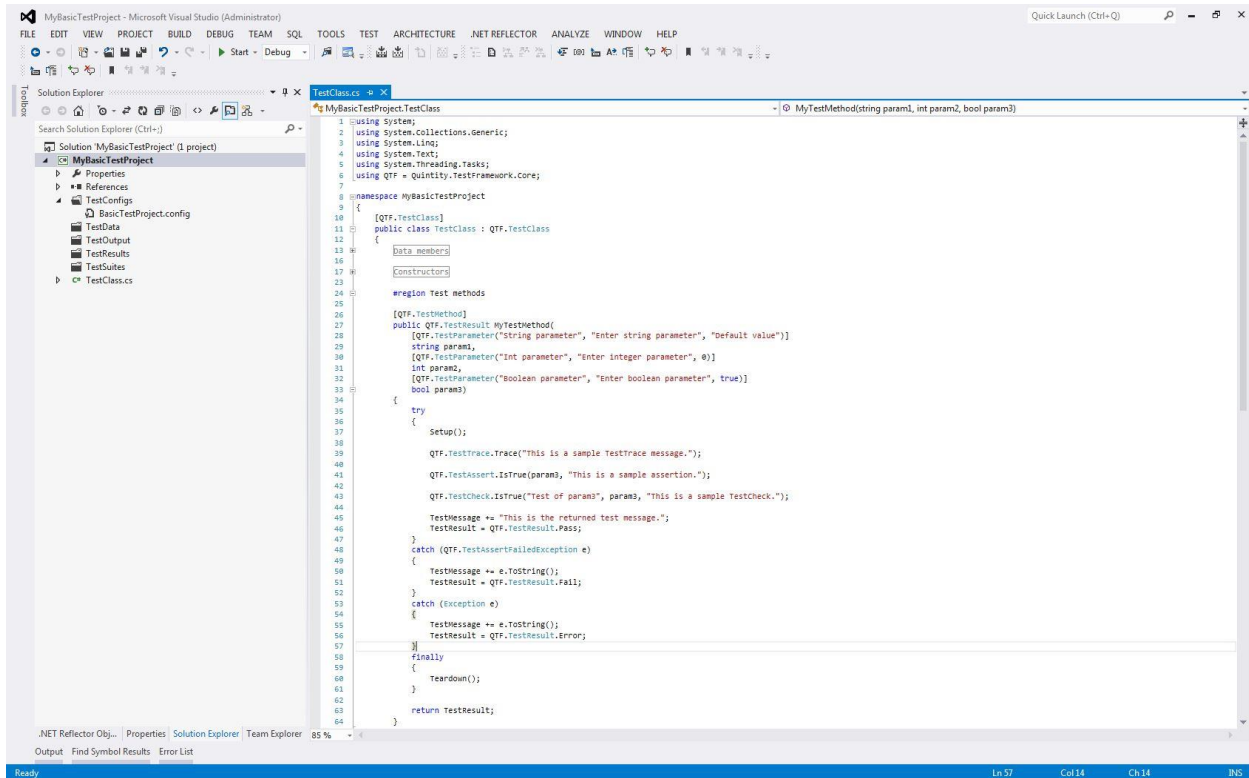 MyBasicTestProject - Microsoft Visual Studio (Administrator)
Quick Launch (Ctrl+Q)
FILE EDIT VIEW PROJECT BUILD DEBUG TEAM SQL TOOLS TEST ARCHITECTURE .NET REFLECTOR ANALYZE WINDOW HELP
Start Debug
Toolbox
Solution Explorer
Search Solution Explorer (Ctrl+;)
Solution 'MyBasicTestProject' (1 project)
MyBasicTestProject
Properties
References
TestConfigs
BasicTestProject.config
TestData
TestOutput
TestResults
TestSuites
TestClass.cs
TestClass.cs
MyBasicTestProject.TestClass
MyTestMethod(string param1, int param2, bool param3)
1 using System;
2 using System.Collections.Generic;
3 using System.Linq;
4 using System.Text;
5 using System.Threading.Tasks;
6 using QTF = Quintity.TestFramework.Core;
7
8 namespace MyBasicTestProject
9 {
10 [QTF.TestClass]
11 public class TestClass : QTF.TestClass
12 {
13 Data members
16
17 Constructors
23
24 #region Test methods
25
26 [QTF.TestMethod]
27 public QTF.TestResult MyTestMethod(
28 [QTF.TestParameter("String parameter", "Enter string parameter", "Default value")]
29 string param1,
30 [QTF.TestParameter("Int parameter", "Enter integer parameter", 0)]
31 int param2,
32 [QTF.TestParameter("Boolean parameter", "Enter boolean parameter", true)]
33 bool param3)
34 {
35 try
36 {
37 Setup();
38
39 QTF.TestTrace.Trace("This is a sample TestTrace message.");
40
41 QTF.TestAssert.IsTrue(param3, "This is a sample assertion.");
42
43 QTF.TestCheck.IsTrue("Test of param3", param3, "This is a sample TestCheck.");
44
45 TestMessage += "This is the returned test message.";
46 TestResult = QTF.TestResult.Pass;
47 }
48 catch (QTF.TestAssertFailedException e)
49 {
50 TestMessage += e.ToString();
51 TestResult = QTF.TestResult.Fail;
52 }
53 catch (Exception e)
54 {
55 TestMessage += e.ToString();
56 TestResult = QTF.TestResult.Error;
57 }
58 finally
59 {
60 Teardown();
61 }
62
63 return TestResult;
64 }
.NET Reflector Obj... Properties Solution Explorer Team Explorer
85 %
Output Find Symbol Results Error List
Ready
Ln 57 Col 14 Ch 14 INS